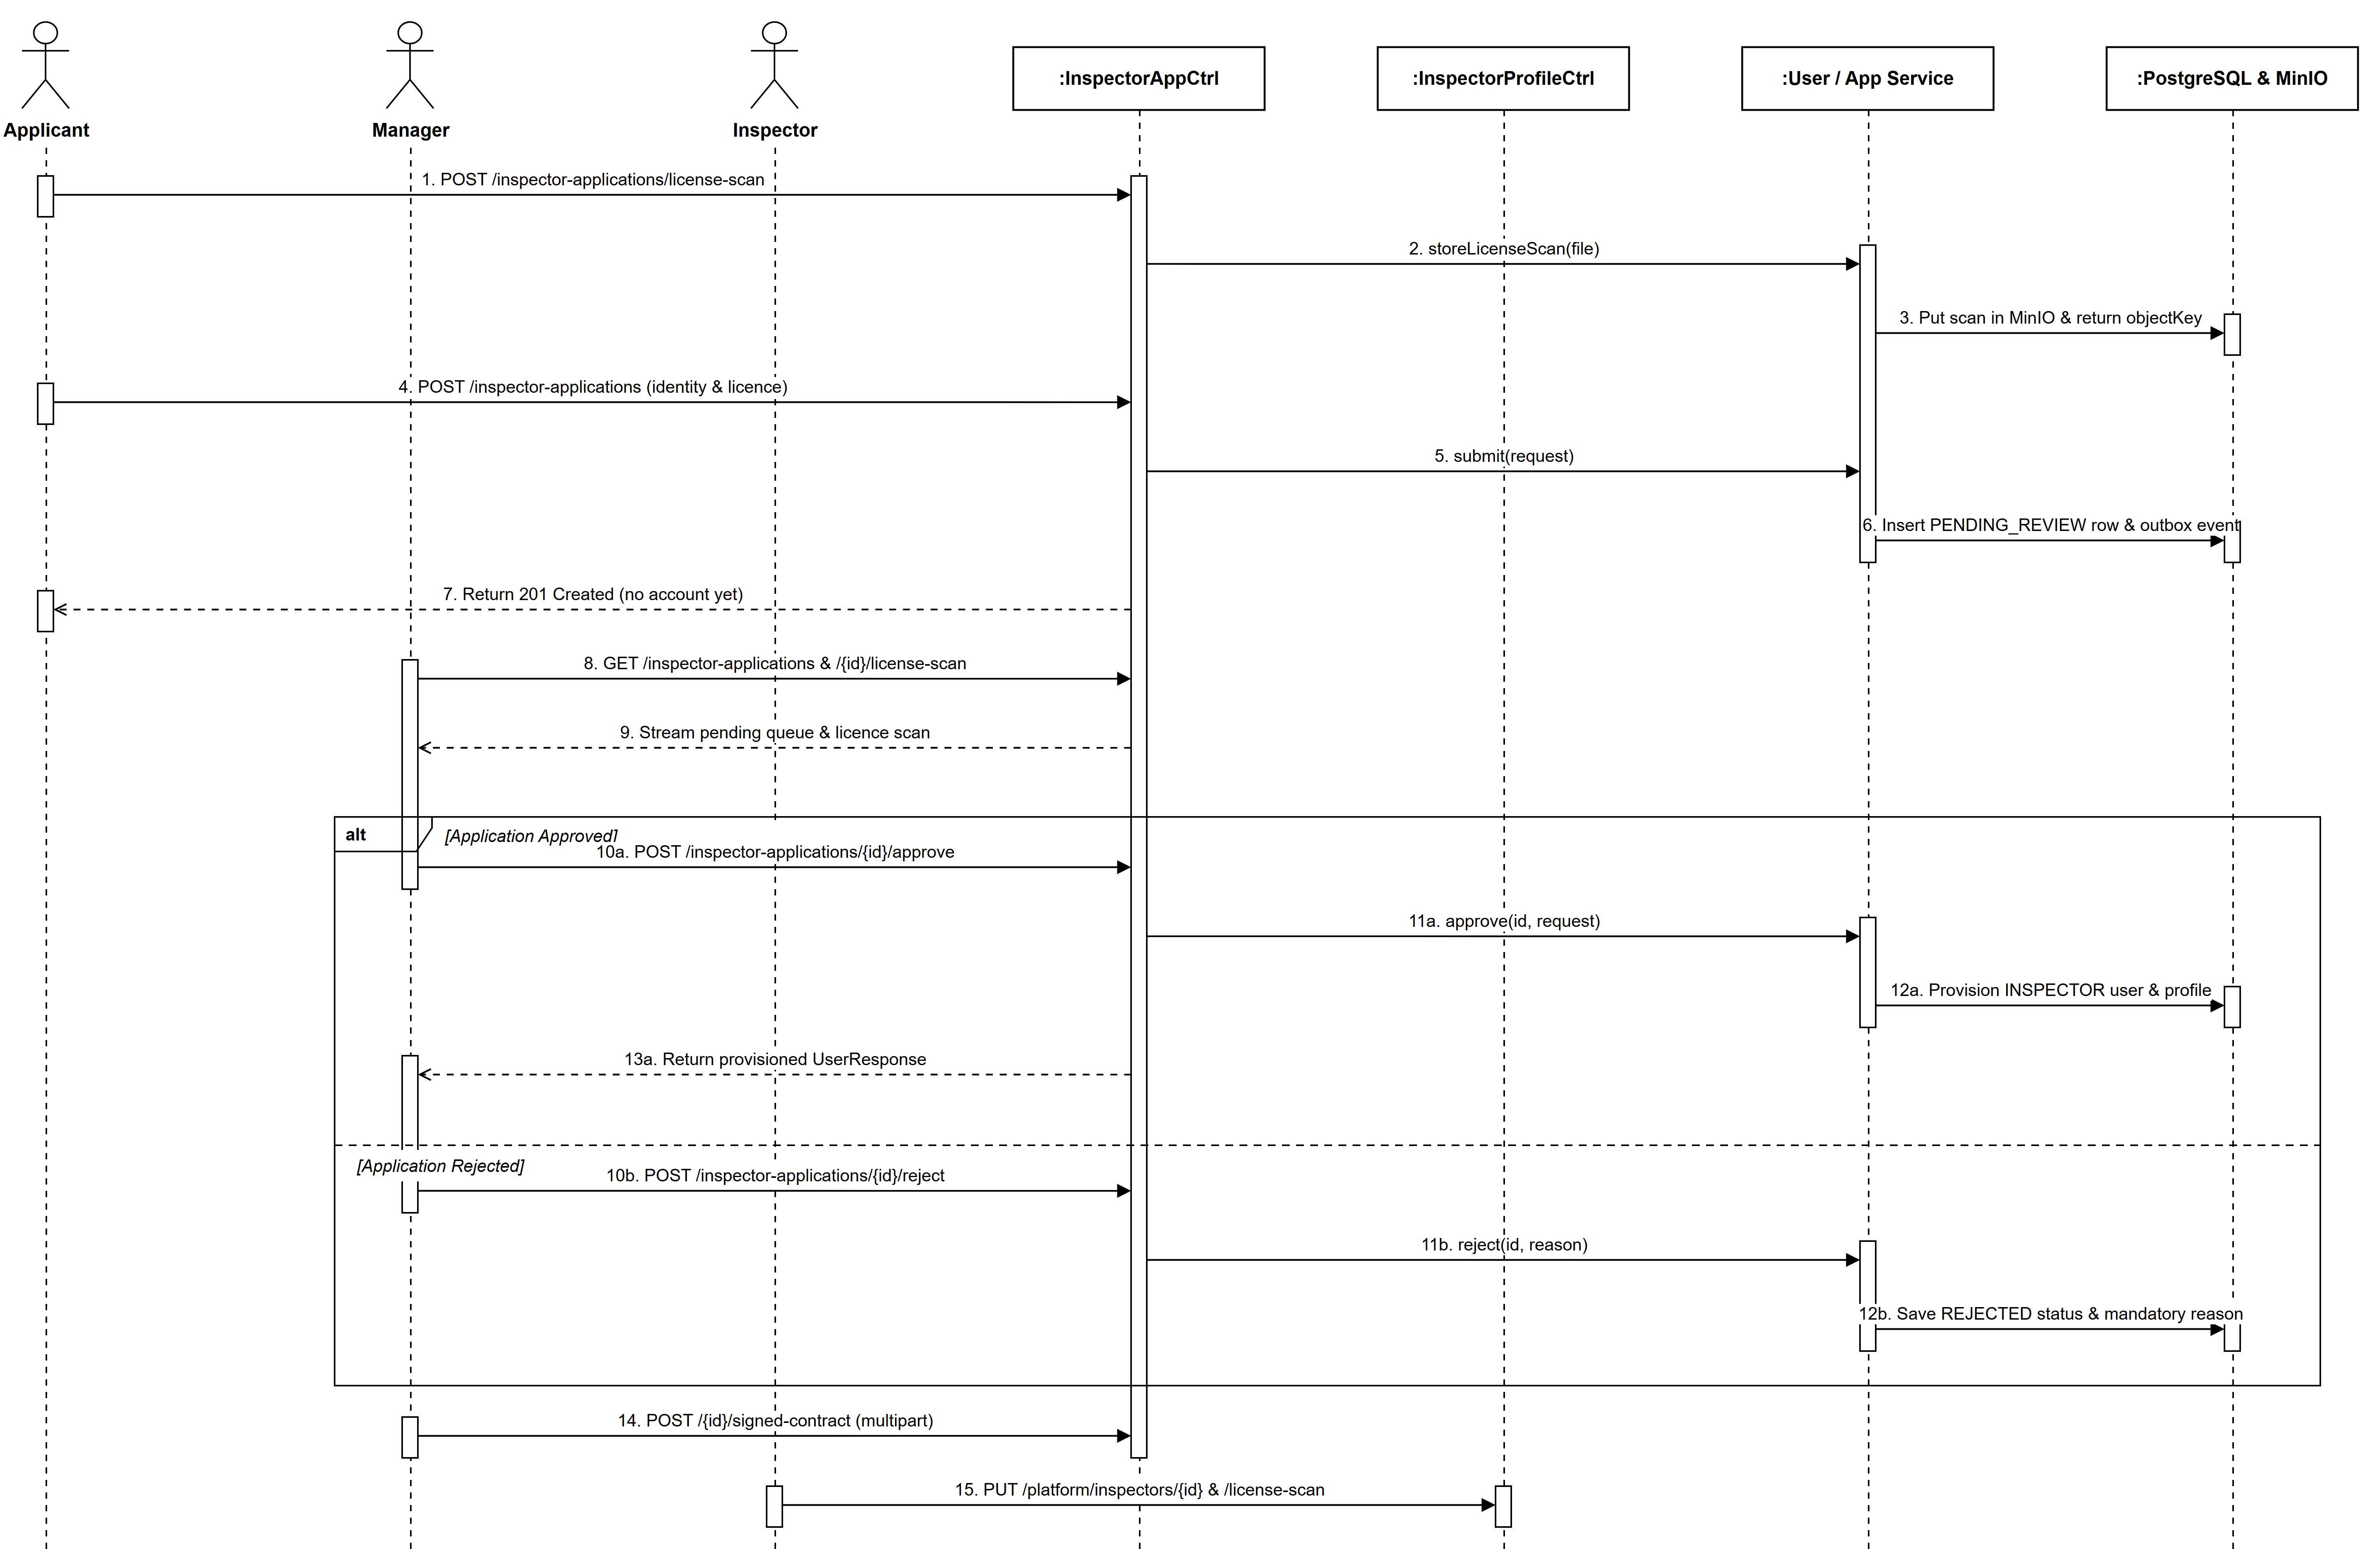 Applicant
Manager
Inspector
:InspectorAppCtrl
:InspectorProfileCtrl
:User / App Service
:PostgreSQL & MinIO
1. POST /inspector-applications/license-scan
2. storeLicenseScan(file)
3. Put scan in MinIO & return objectKey
4. POST /inspector-applications (identity & licence)
5. submit(request)
6. Insert PENDING_REVIEW row & outbox event
7. Return 201 Created (no account yet)
8. GET /inspector-applications & /{id}/license-scan
9. Stream pending queue & licence scan
alt
[Application Approved]
10a. POST /inspector-applications/{id}/approve
11a. approve(id, request)
12a. Provision INSPECTOR user & profile
13a. Return provisioned UserResponse
[Application Rejected]
10b. POST /inspector-applications/{id}/reject
11b. reject(id, reason)
12b. Save REJECTED status & mandatory reason
14. POST /{id}/signed-contract (multipart)
15. PUT /platform/inspectors/{id} & /license-scan